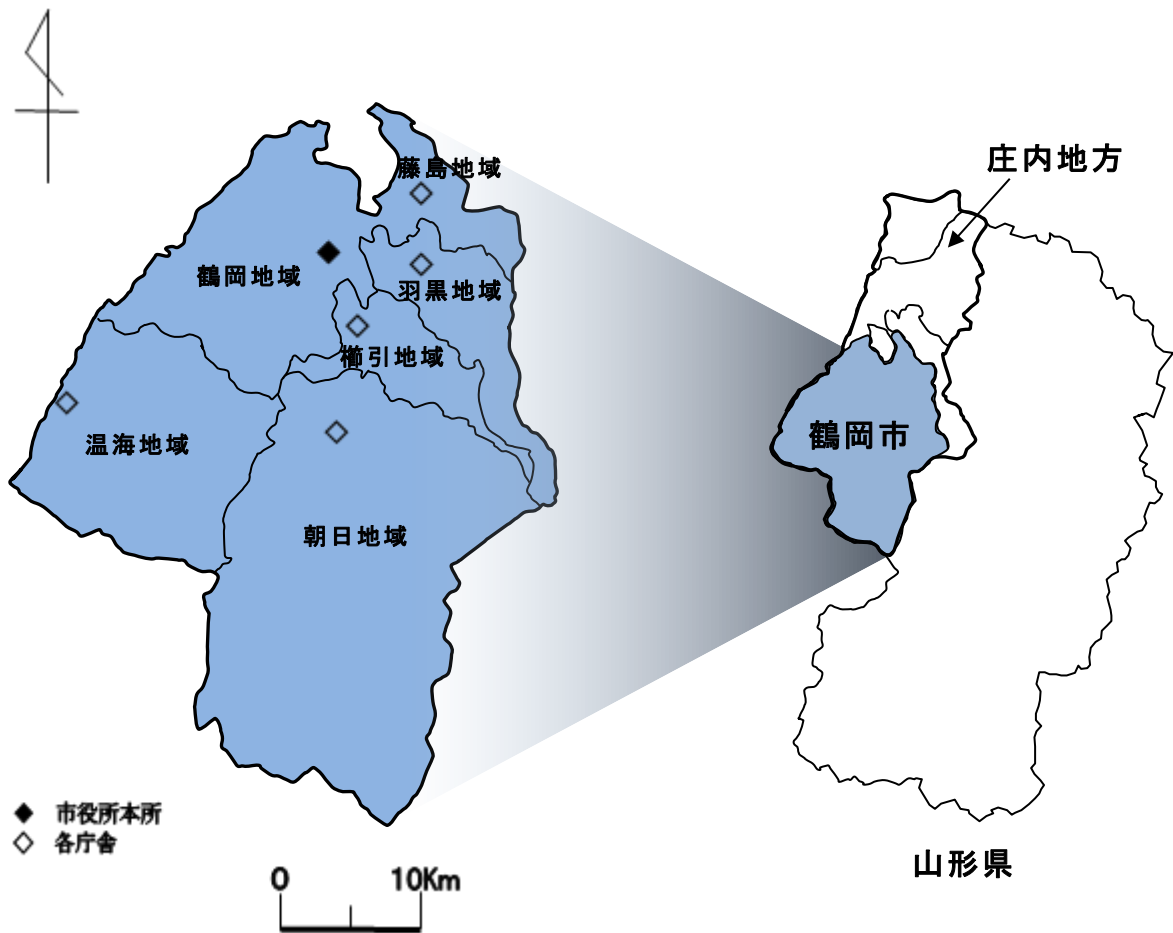 庄内地方
藤島地域
鶴岡地域
羽黒地域
櫛引地域
温海地域
鶴岡市
朝日地域
市役所本所
各庁舎
山形県
0 10Km